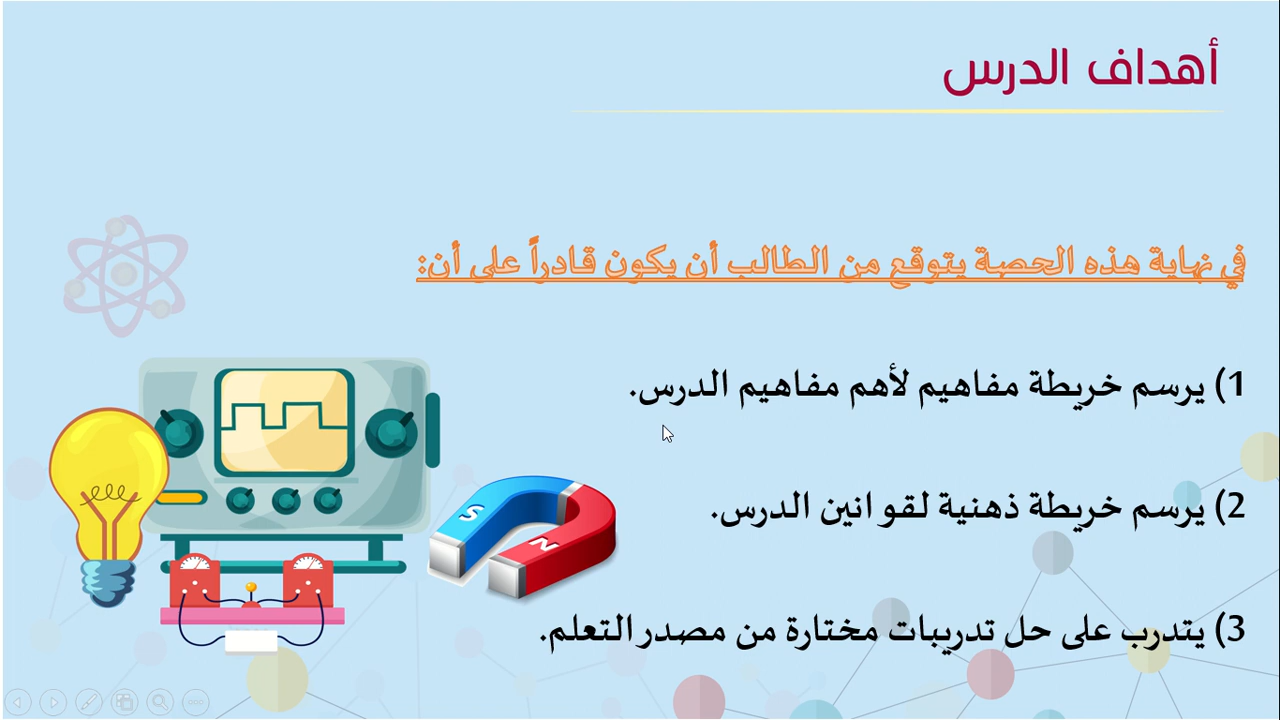 أهداف الدرس
في نهاية هذه الحصة يتوقع من الطالب أن يكون قادراً على أن:
1) يرسم خريطة مفاهيم لأهم مفاهيم الدرس.
2) يرسم خريطة ذهنية لقوانين الدرس.
3) يتدرب على حل تدريبات مختارة من مصدر التعلم.
S
N